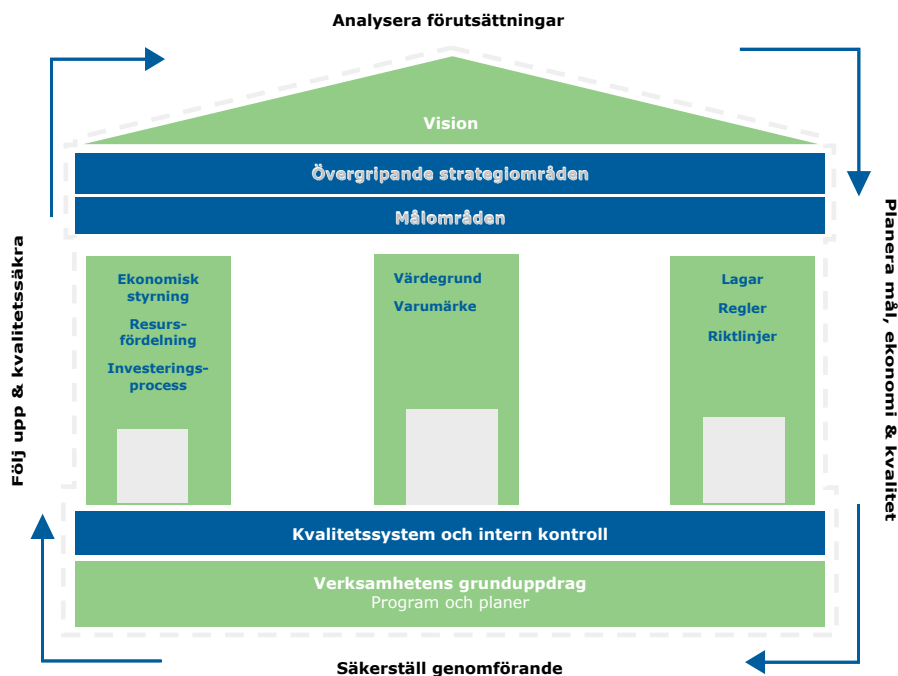 Analysera förutsättningar
Vision
Övergripande strategiområden
Målområden
Ekonomisk
styrning
Resurs-
fördelning
Investerings-
process
Värdegrund
Varumärke
Lagar
Regler
Riktlinjer
Följ upp & kvalitetssäkra
Planera mål, ekonomi & kvalitet
Kvalitetssystem och intern kontroll
Verksamhetens grunduppdrag
Program och planer
Säkerställ genomförande